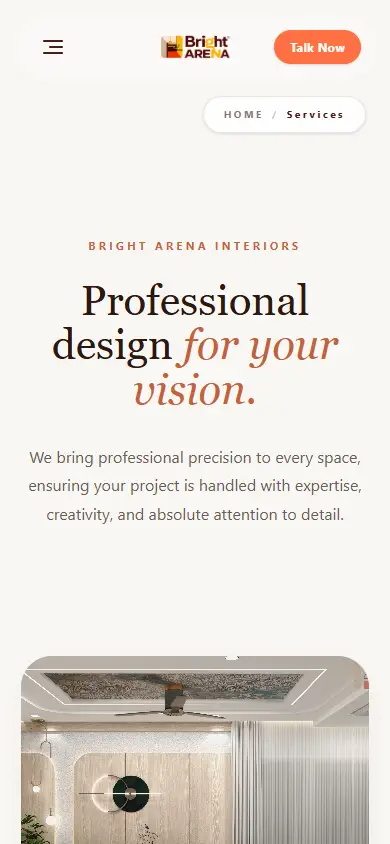 Bright
ARENA
Talk Now
HOME / Services
BRIGHT ARENA INTERIORS
Professional
design for your
vision.
We bring professional precision to every space,
ensuring your project is handled with expertise,
creativity, and absolute attention to detail.